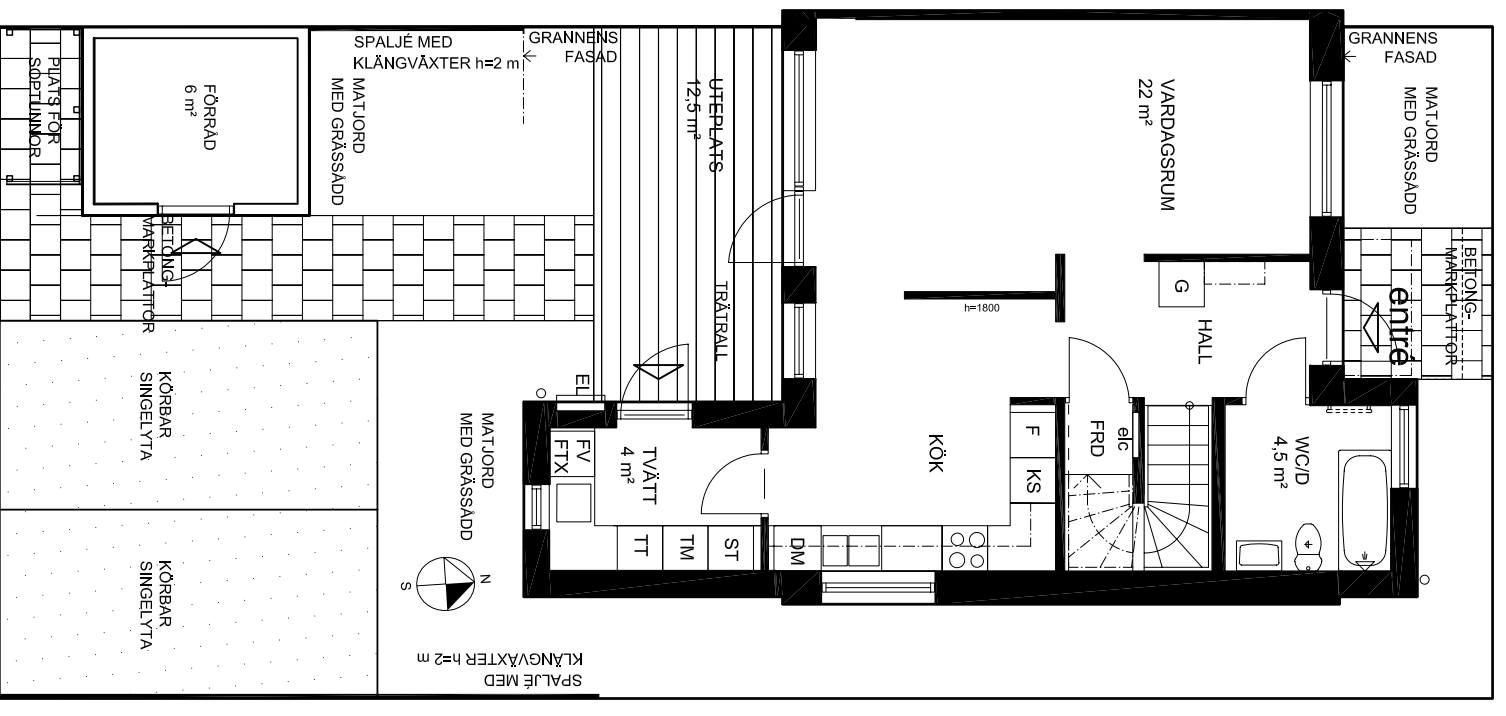 PLATS FÖR
SOPTUNNOR
FÖRRÅD
6 m²
SPALJÉ MED
KLÄNGVÄXTER h=2 m
MATJORD
MED GRÄSSÅDD
GRANNENS
FASAD
UTEPLATS
12,5 m²
VARDAGSRUM
22 m²
GRANNENS
FASAD
MATJORD
MED GRÄSSÅDD
BETONG-
MARKPLATTOR
TRÄTRALL
h=1800
G
HALL
entré
BETONG-
MARKPLATTOR
KÖRBAR
SINGELYTA
MATJORD
MED GRÄSSÅDD
EL
FV
FTX
TVÄTT
4 m²
KÖK
F
KS
elc
FRD
WC/D
4,5 m²
TT
TM
ST
DM
KÖRBAR
SINGELYTA
N
S
SPALJÉ MED
KLÄNGVÄXTER h=2 m